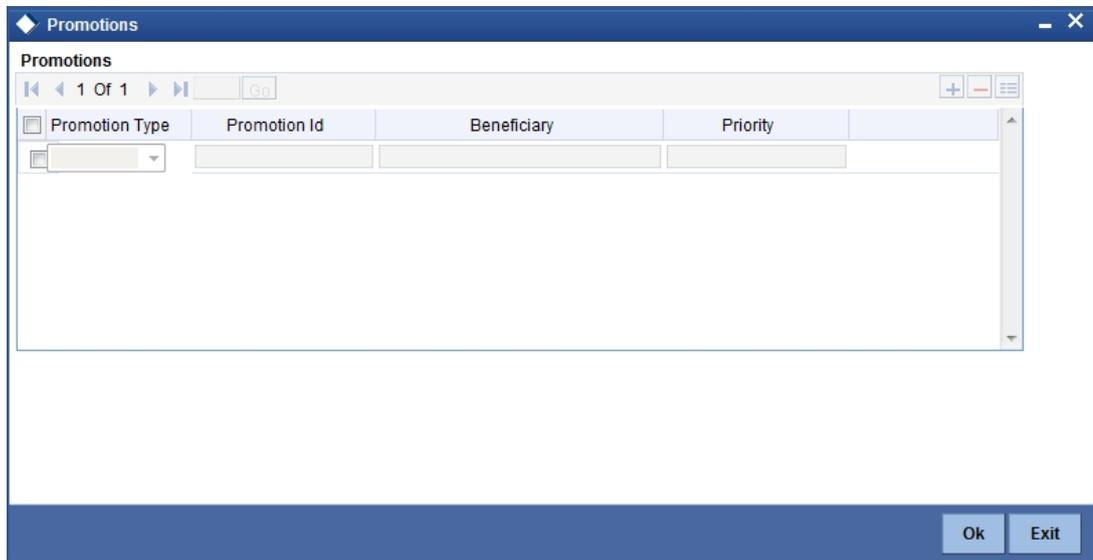 Promotions
Promotions
1 Of 1 Go
Promotion Type Promotion Id Beneficiary Priority
Ok Exit